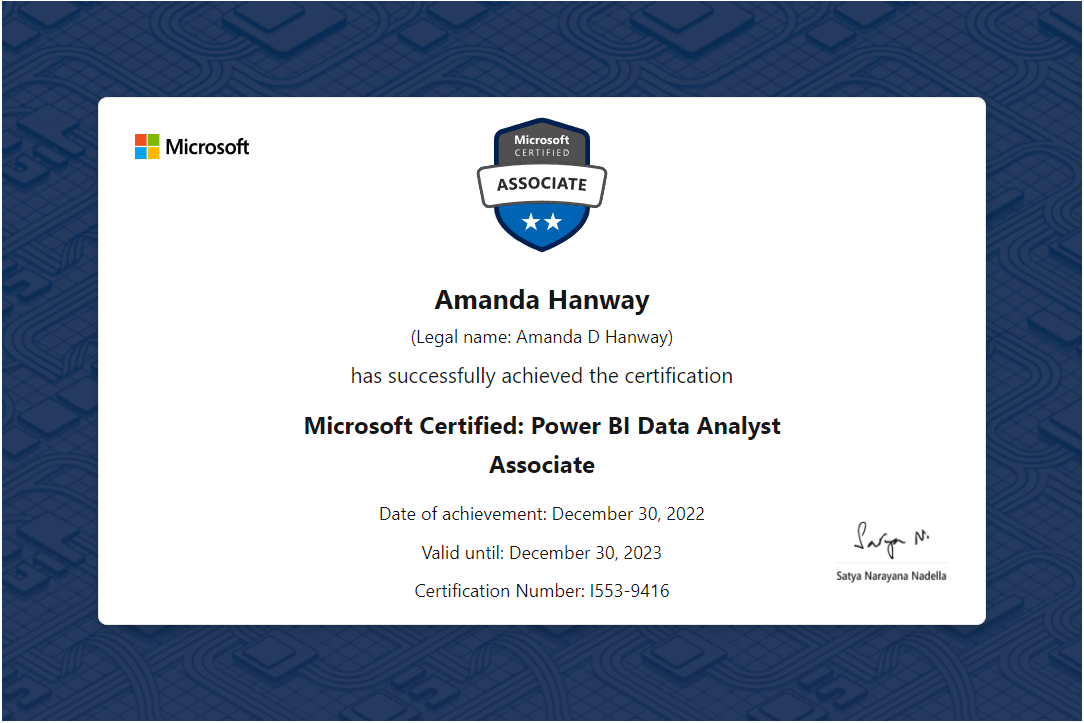 Microsoft
Microsoft
CERTIFIED
ASSOCIATE
Amanda Hanway
(Legal name: Amanda D Hanway)
has successfully achieved the certification
Microsoft Certified: Power BI Data Analyst
Associate
Date of achievement: December 30, 2022
Valid until: December 30, 2023
Certification Number: I553-9416
Satya N.
Satya Narayana Nadella